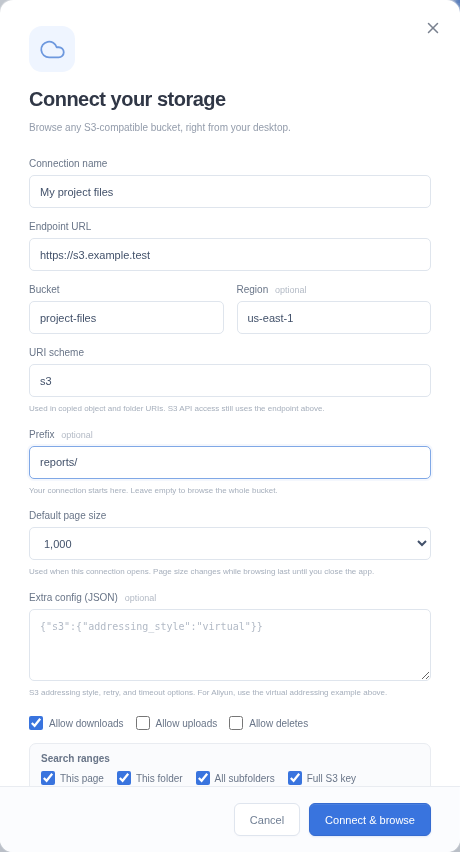 Connect your storage
Browse any S3-compatible bucket, right from your desktop.
Connection name
My project files
Endpoint URL
https://s3.example.test
Bucket
Region optional
project-files
us-east-1
URI scheme
s3
Used in copied object and folder URIs. S3 API access still uses the endpoint above.
Prefix optional
reports/
Your connection starts here. Leave empty to browse the whole bucket.
Default page size
1,000
Used when this connection opens. Page size changes while browsing last until you close the app.
Extra config (JSON) optional
{"s3":{"addressing_style":"virtual"}}
S3 addressing style, retry, and timeout options. For Aliyun, use the virtual addressing example above.
Allow downloads Allow uploads Allow deletes
Search ranges
This page This folder All subfolders Full S3 key
Cancel Connect & browse